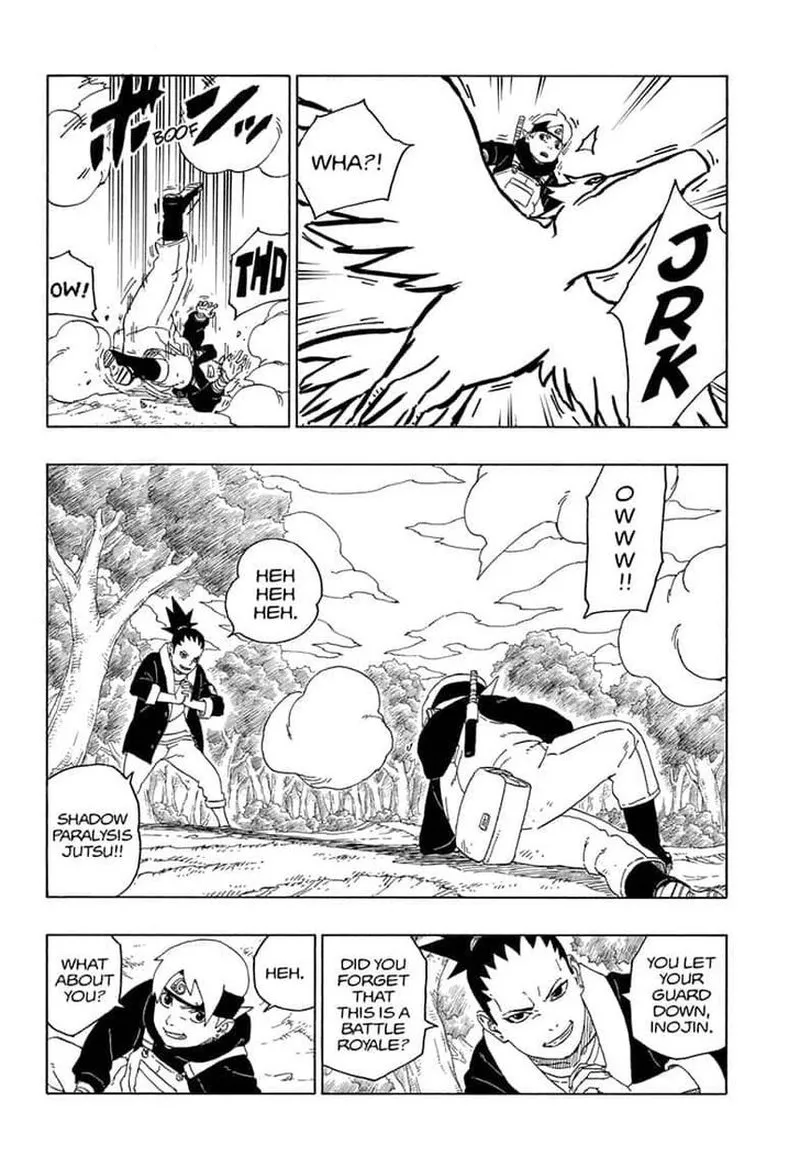 WHA?!
JRK
ボンッ
BOOF
THD
OW!
OWWW!!
HEH
HEH
HEH.
SHADOW
PARALYSIS
JUTSU!!
YOU LET
YOUR
GUARD
DOWN,
INOJIN.
DID YOU
FORGET
THAT
THIS IS A
BATTLE
ROYALE?
HEH.
WHAT
ABOUT
YOU?